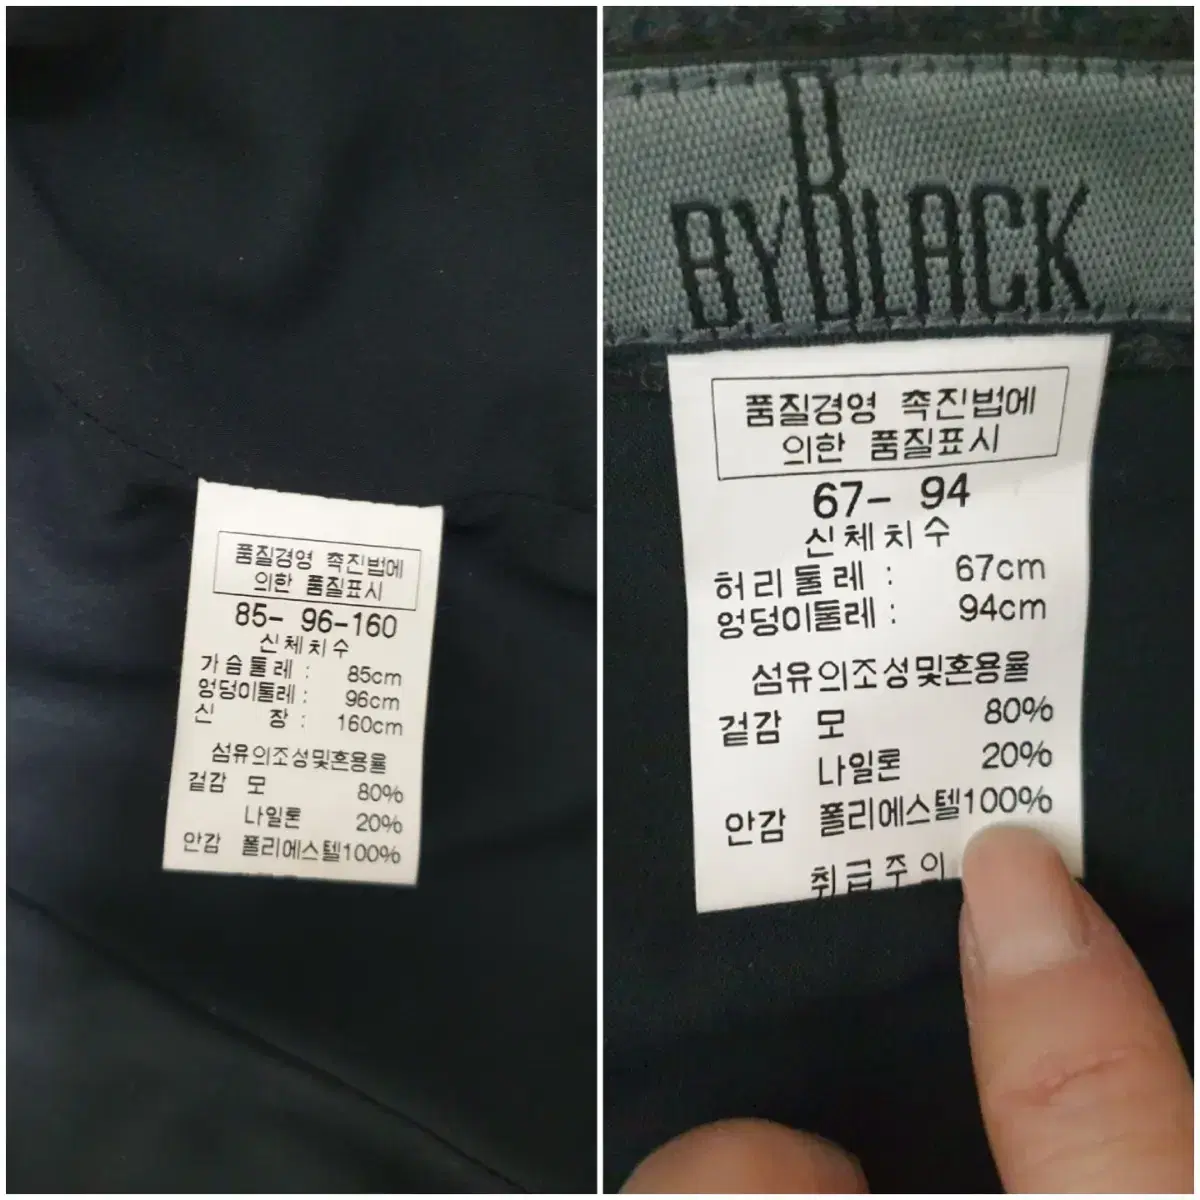 품질경영 촉진법에
의한 품질표시
85- 96-160
신체치수
가슴둘레 : 85cm
엉덩이둘레 : 96cm
신 장 : 160cm
섬유의조성및혼용율
겉감 모 80%
나일론 20%
안감 폴리에스텔100%
BYBLACK
품질경영 촉진법에
의한 품질표시
67- 94
신체치수
허리둘레 : 67cm
엉덩이둘레 : 94cm
섬유의조성및혼용율
겉감 모 80%
나일론 20%
안감 폴리에스텔100%
취급주의